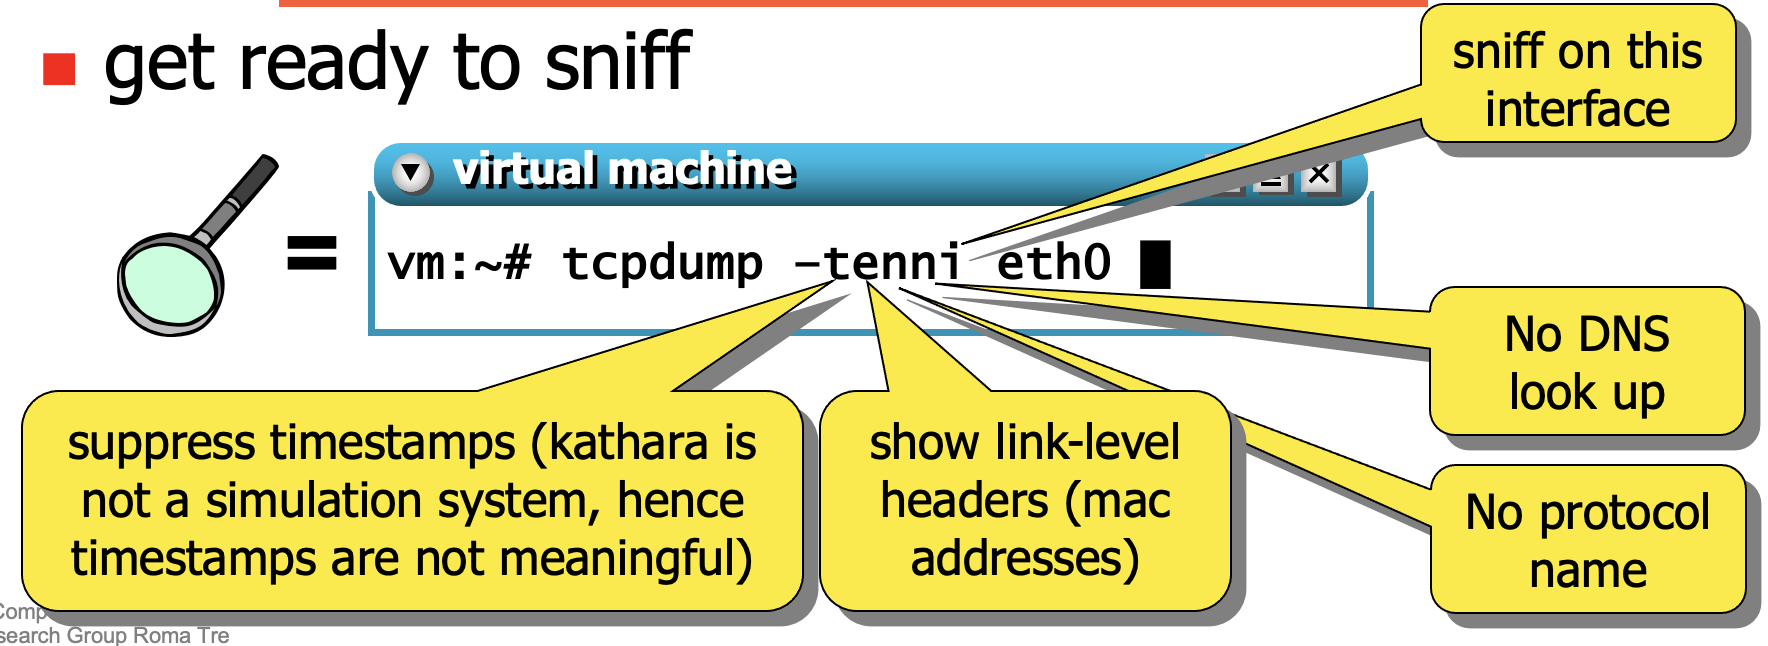 get ready to sniff
sniff on this
interface
virtual machine
=
vm:~# tcpdump -tenni eth0
No DNS
look up
suppress timestamps (kathara is
not a simulation system, hence
timestamps are not meaningful)
show link-level
headers (mac
addresses)
No protocol
name
Comp
search Group Roma Tre